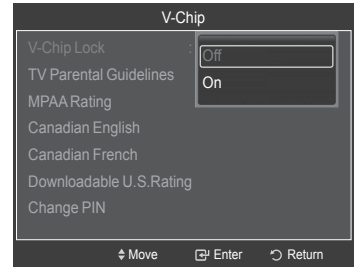 V-Chip
V-Chip Lock : Off
TV Parental Guidelines On
MPAA Rating
Canadian English
Canadian French
Downloadable U.S.Rating
Change PIN
Move Enter Return